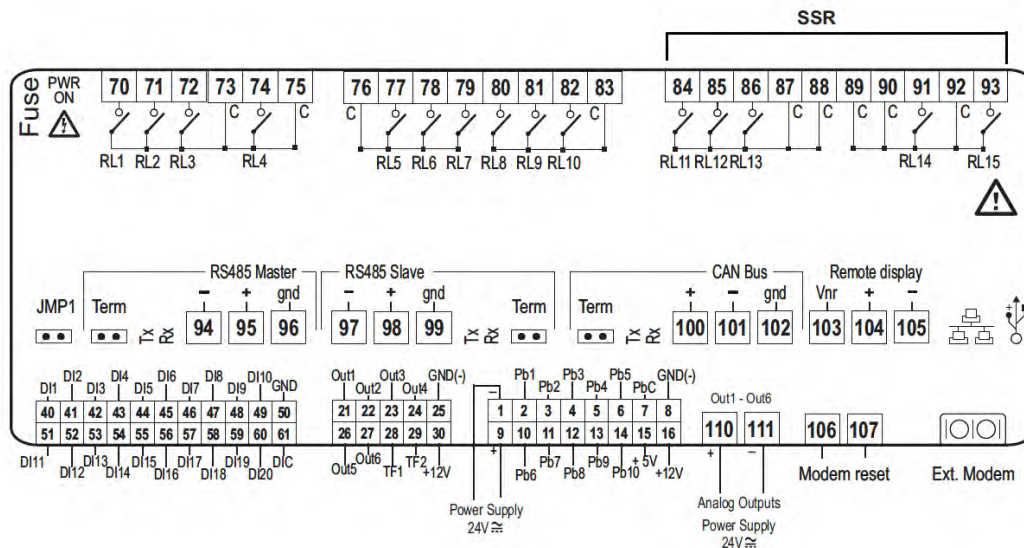 SSR
Fuse
PWR
ON
70 71 72 73 74 75 76 77 78 79 80 81 82 83 84 85 86 87 88 89 90 91 92 93
C C C C C C C C C
RL1 RL2 RL3 RL4 RL5 RL6 RL7 RL8 RL9 RL10 RL11 RL12 RL13 RL14 RL15
RS485 Master RS485 Slave CAN Bus Remote display
JMP1 Term − + gnd − + gnd Term Term + − gnd Vnr + −
Tx Rx 94 95 96 97 98 99 Tx Rx Tx Rx 100 101 102 103 104 105
DI1 DI2 DI3 DI4 DI5 DI6 DI7 DI8 DI9 DI10 GND
40 41 42 43 44 45 46 47 48 49 50
51 52 53 54 55 56 57 58 59 60 61
DI11 DI12 DI13 DI14 DI15 DI16 DI17 DI18 DI19 DI20 DIC
Out1 Out2 Out3 Out4 GND(-)
21 22 23 24 25
26 27 28 29 30
Out5 Out6 TF1 TF2 +12V
− Pb1 Pb2 Pb3 Pb4 Pb5 PbC GND(-)
1 2 3 4 5 6 7 8
9 10 11 12 13 14 15 16
+ Pb6 Pb7 Pb8 Pb9 Pb10 + 5V +12V
Power Supply
24V
Out1 - Out6
110 111
+ −
Analog Outputs
Power Supply
24V
106 107
Modem reset
Ext. Modem